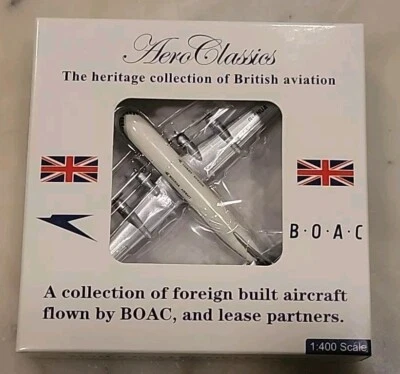 AeroClassics
The heritage collection of British aviation
B·O·A·C
A collection of foreign built aircraft
flown by BOAC, and lease partners.
1:400 Scale